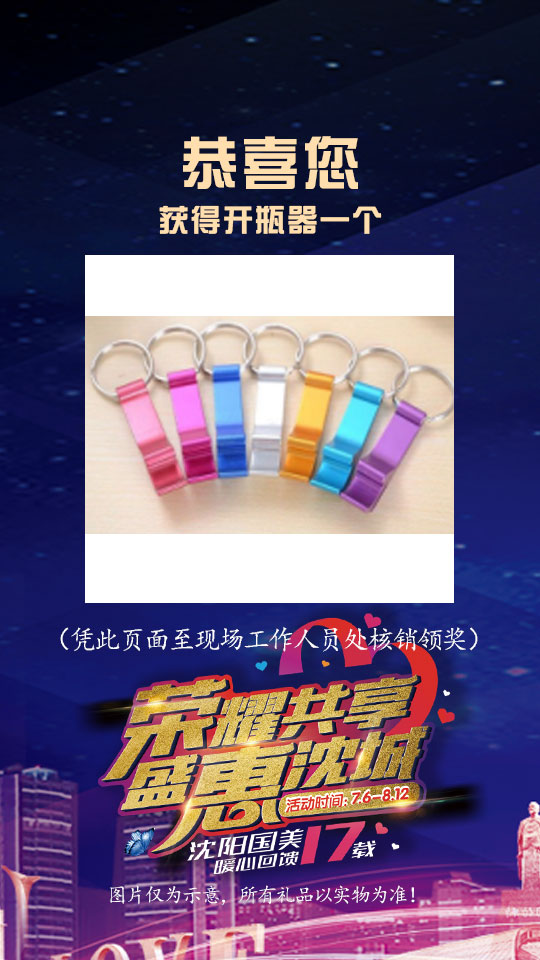 恭喜您
获得开瓶器一个
（凭此页面至现场工作人员处核销领奖）
荣耀共享
盛惠沈城
活动时间：7.6-8.12
沈阳国美
暖心回馈17载
图片仅为示意，所有礼品以实物为准！
LOVE